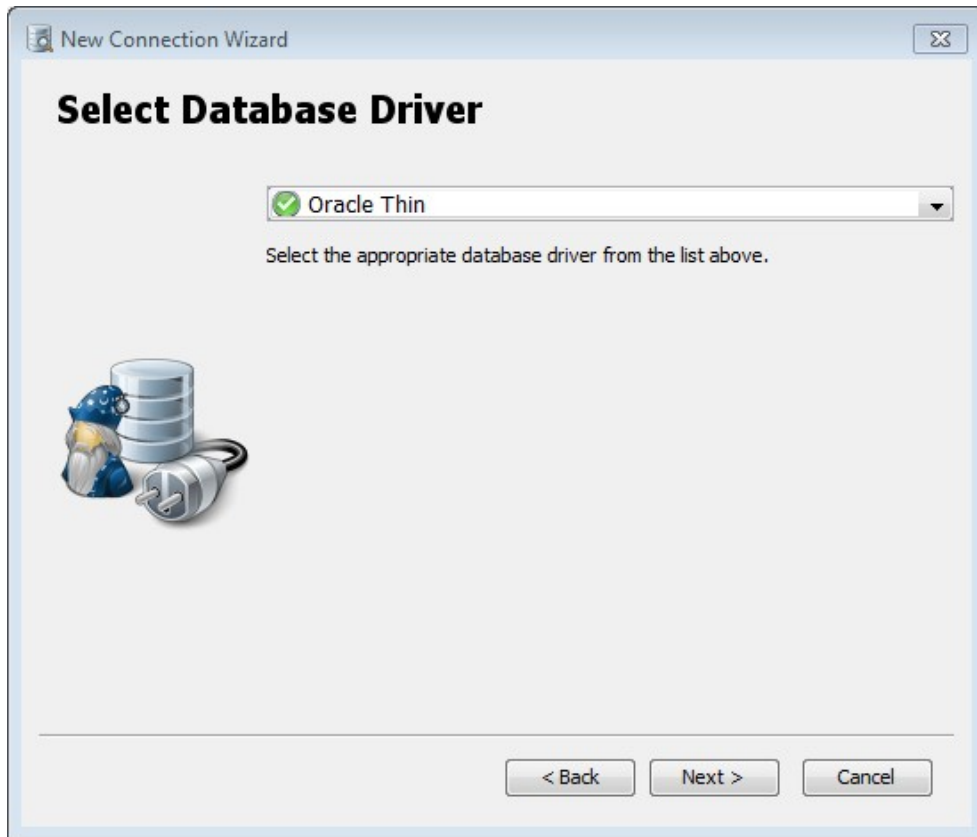 New Connection Wizard
Select Database Driver
Oracle Thin
Select the appropriate database driver from the list above.
< Back
Next >
Cancel